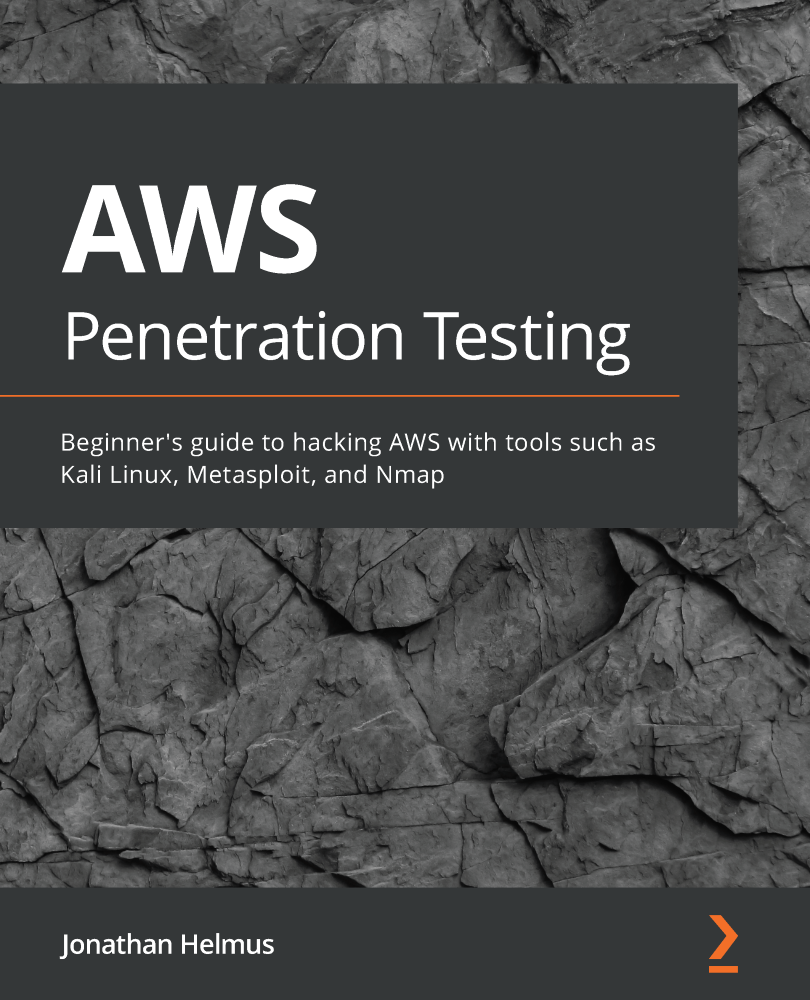 AWS
Penetration Testing
Beginner's guide to hacking AWS with tools such as
Kali Linux, Metasploit, and Nmap
Jonathan Helmus